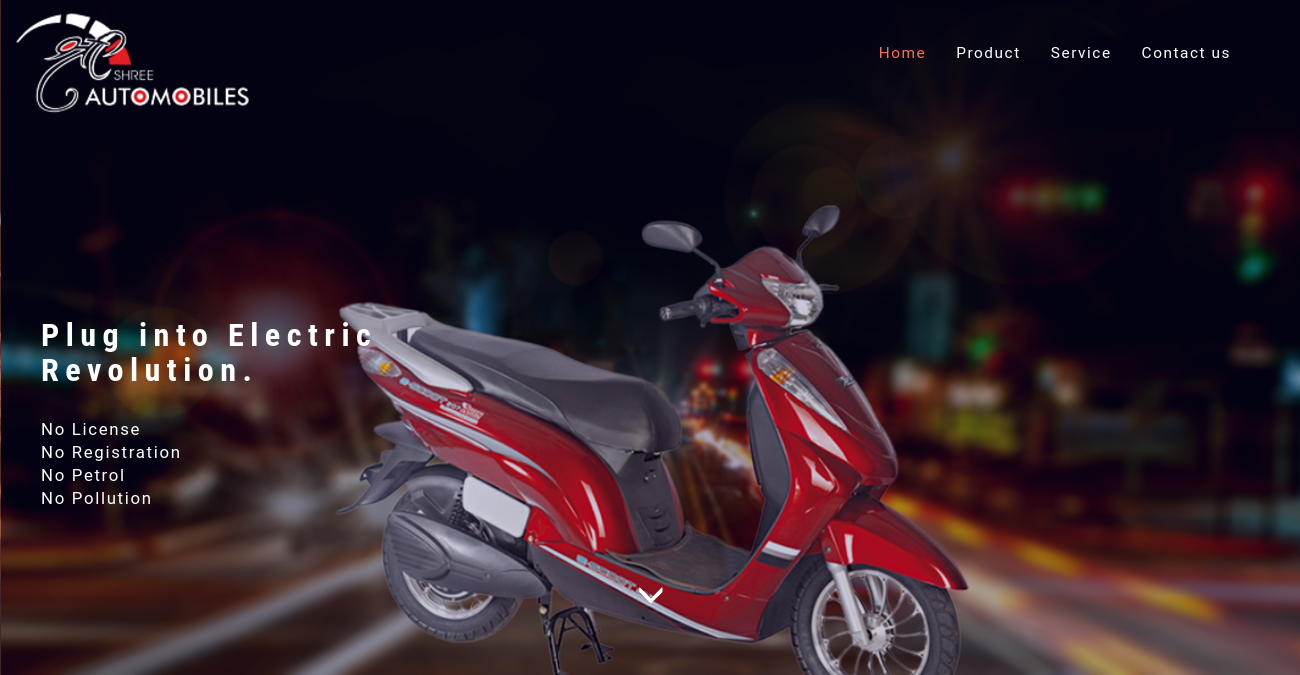 SHREE
AUTOMOBILES
Home
Product
Service
Contact us
Plug into Electric
Revolution.
No License
No Registration
No Petrol
No Pollution